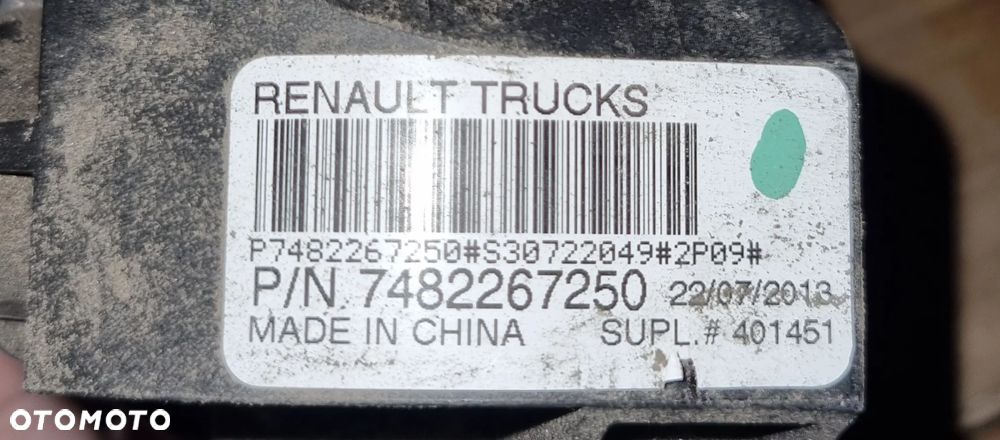 RENAULT TRUCKS
P7482267250#S30722049#2P09#
P/N 7482267250 22/07/2013
MADE IN CHINA SUPL.# 401451
OTOMOTO